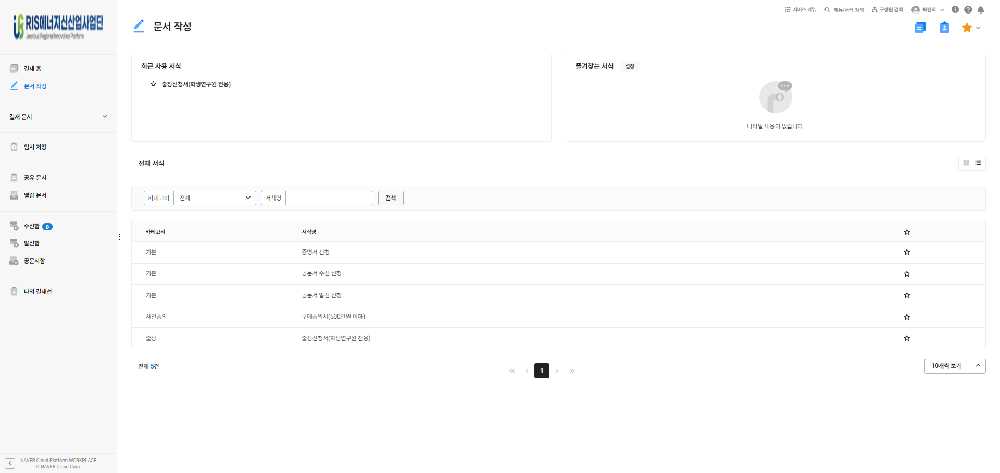 서비스 메뉴
메뉴/서식 검색
구성원 검색
박진희
RIS에너지신산업사업단
Jeonbuk Regional Innovation Platform
문서 작성
결재 홈
문서 작성
결재 문서
임시 저장
공유 문서
열람 문서
수신함 0
발신함
공문서함
나의 결재선
최근 사용 서식
출장신청서(학생연구원 전용)
즐겨찾는 서식 설정
나타낼 내용이 없습니다.
전체 서식
카테고리 전체 서식명 검색
카테고리 서식명
기본 증명서 신청
기본 공문서 수신 신청
기본 공문서 발신 신청
사전품의 구매품의서(500만원 이하)
출장 출장신청서(학생연구원 전용)
전체 5건
1
10개씩 보기
NAVER Cloud Platform WORKPLACE
© NAVER Cloud Corp.